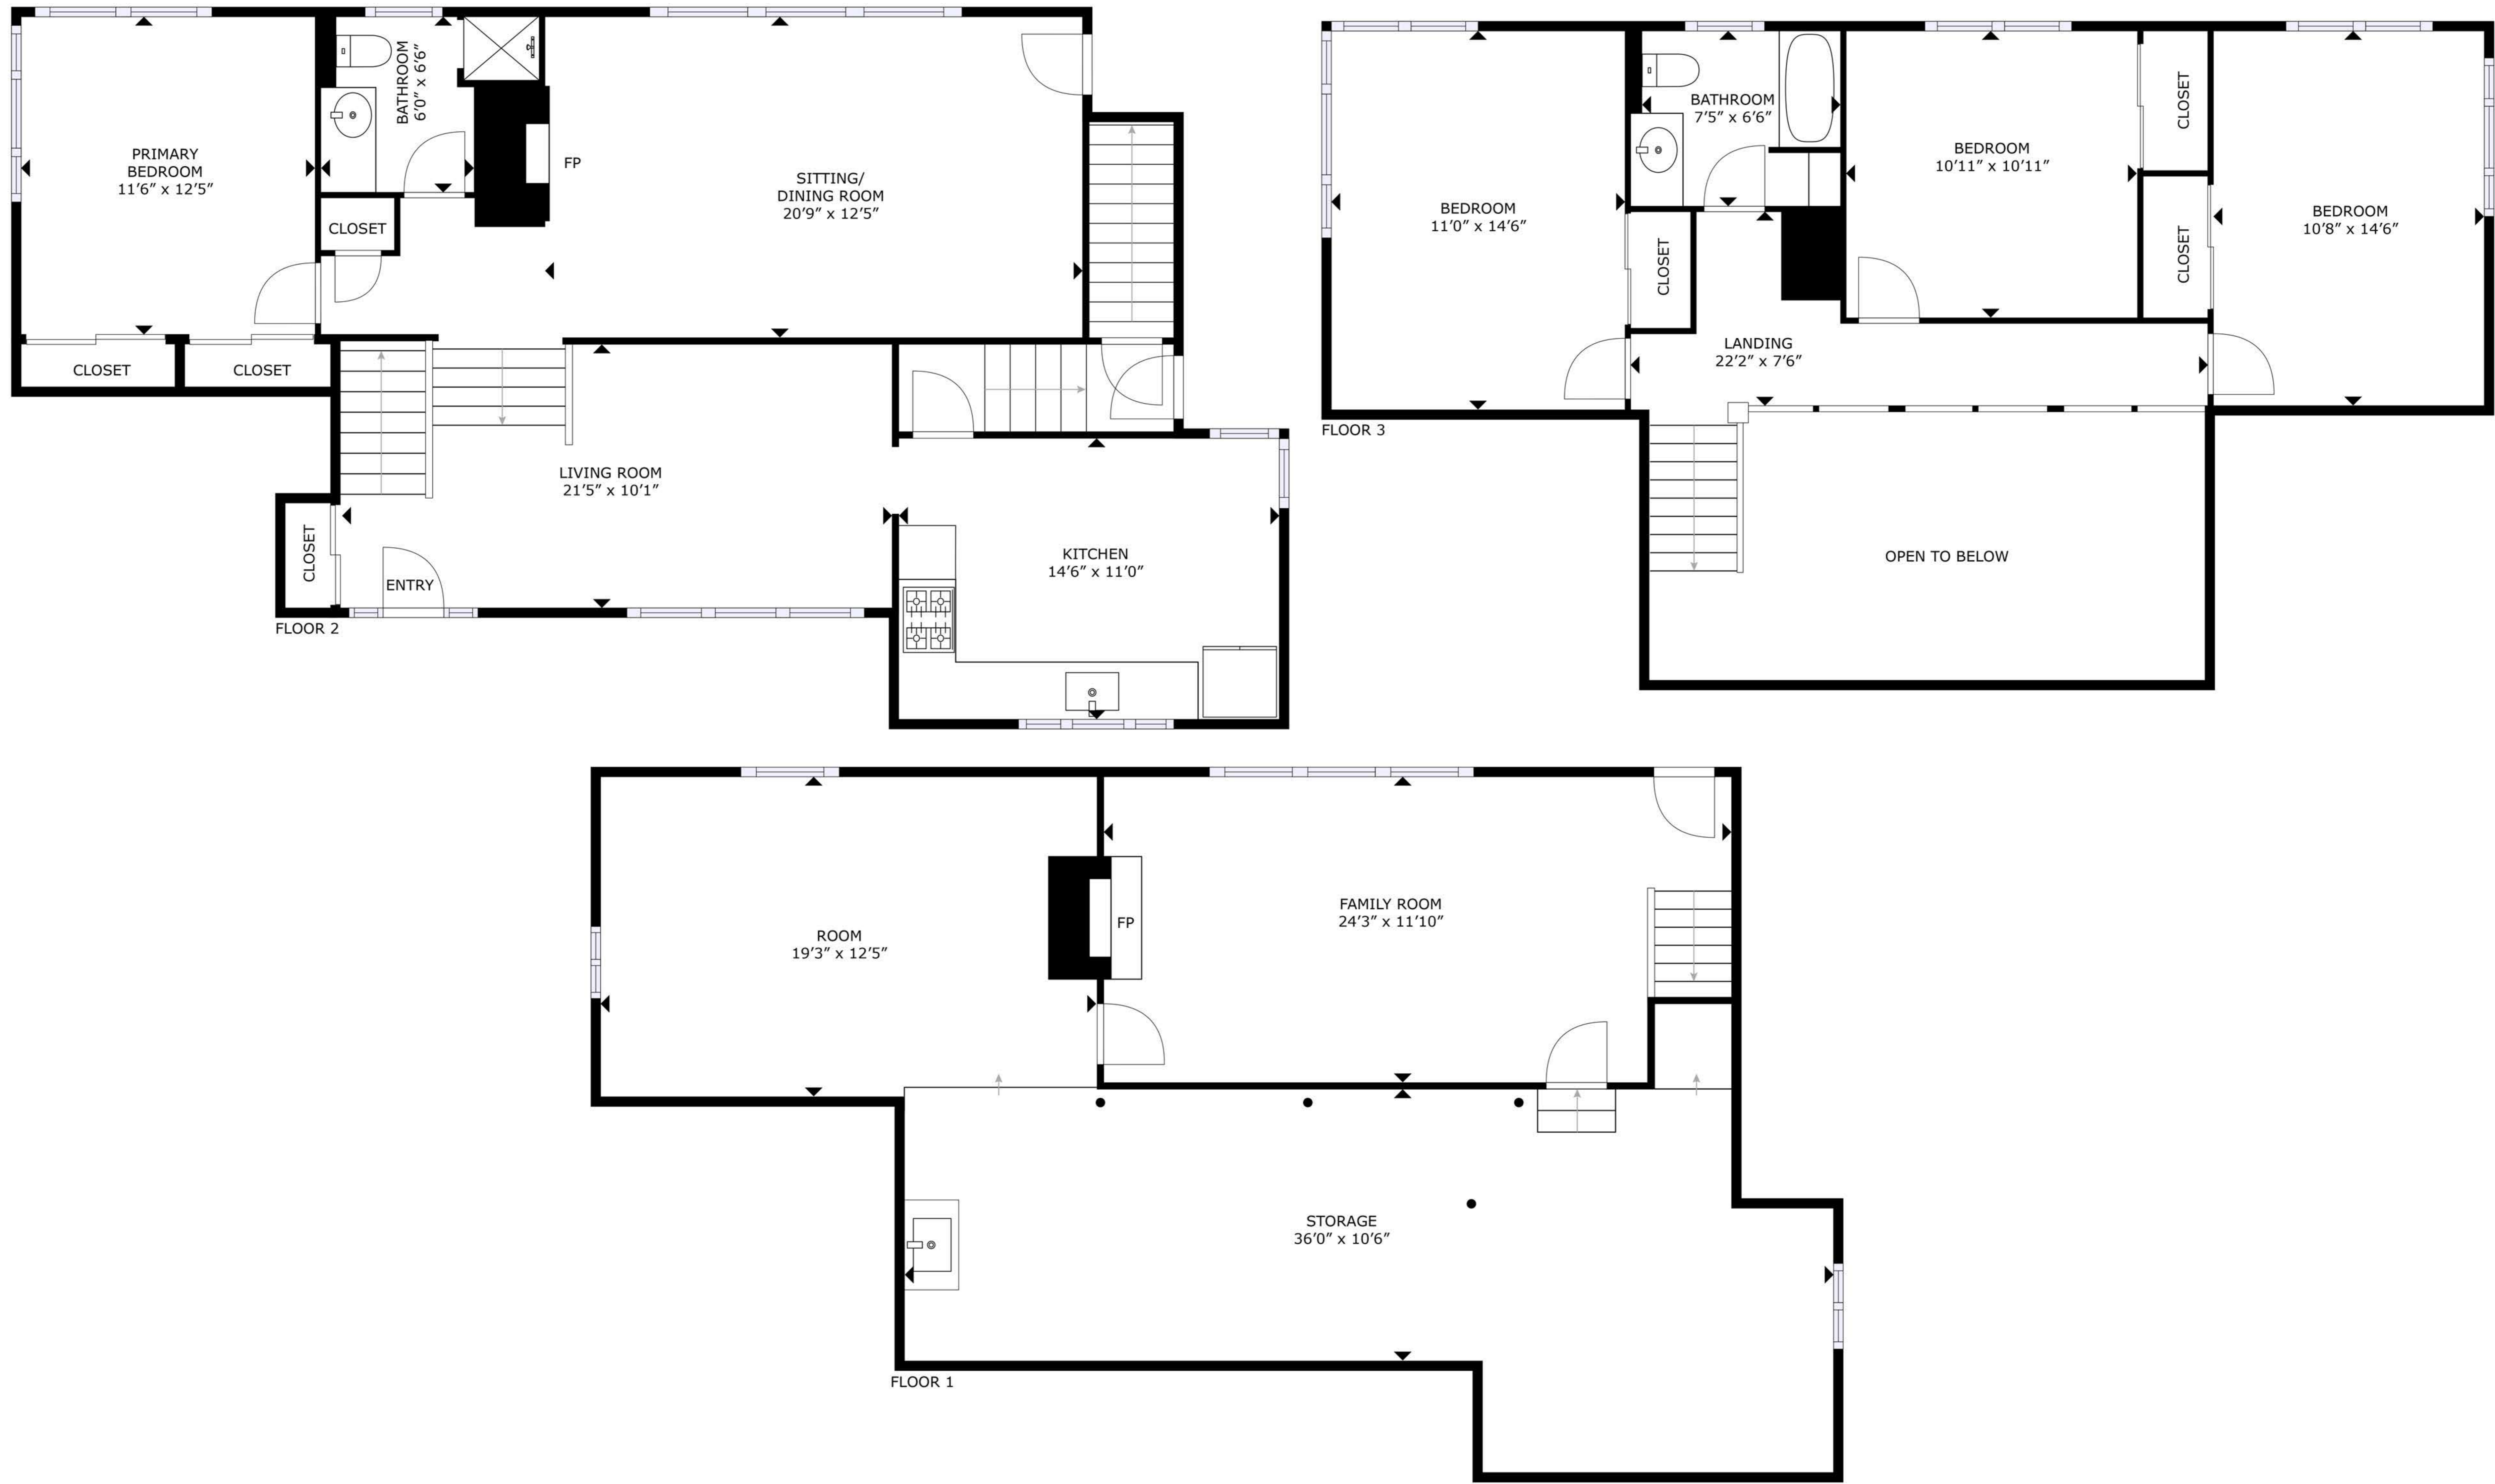 PRIMARY
BEDROOM
11′6″ x 12′5″
BATHROOM
6′0″ x 6′6″
FP
SITTING/
DINING ROOM
20′9″ x 12′5″
CLOSET
CLOSET
CLOSET
LIVING ROOM
21′5″ x 10′1″
CLOSET
ENTRY
KITCHEN
14′6″ x 11′0″
FLOOR 2
BEDROOM
11′0″ x 14′6″
BATHROOM
7′5″ x 6′6″
BEDROOM
10′11″ x 10′11″
CLOSET
CLOSET
BEDROOM
10′8″ x 14′6″
CLOSET
LANDING
22′2″ x 7′6″
FLOOR 3
OPEN TO BELOW
ROOM
19′3″ x 12′5″
FP
FAMILY ROOM
24′3″ x 11′10″
STORAGE
36′0″ x 10′6″
FLOOR 1